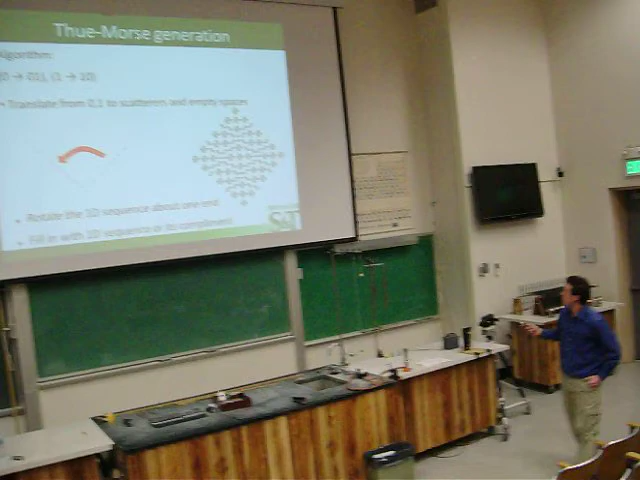 Thue-Morse generation
Algorithm:
(0 → 01), (1 → 10)
• Translate from 0,1 to scatterers and empty spaces
• Rotate the 1D sequence about one end
• Fill in with 1D sequence or its complement